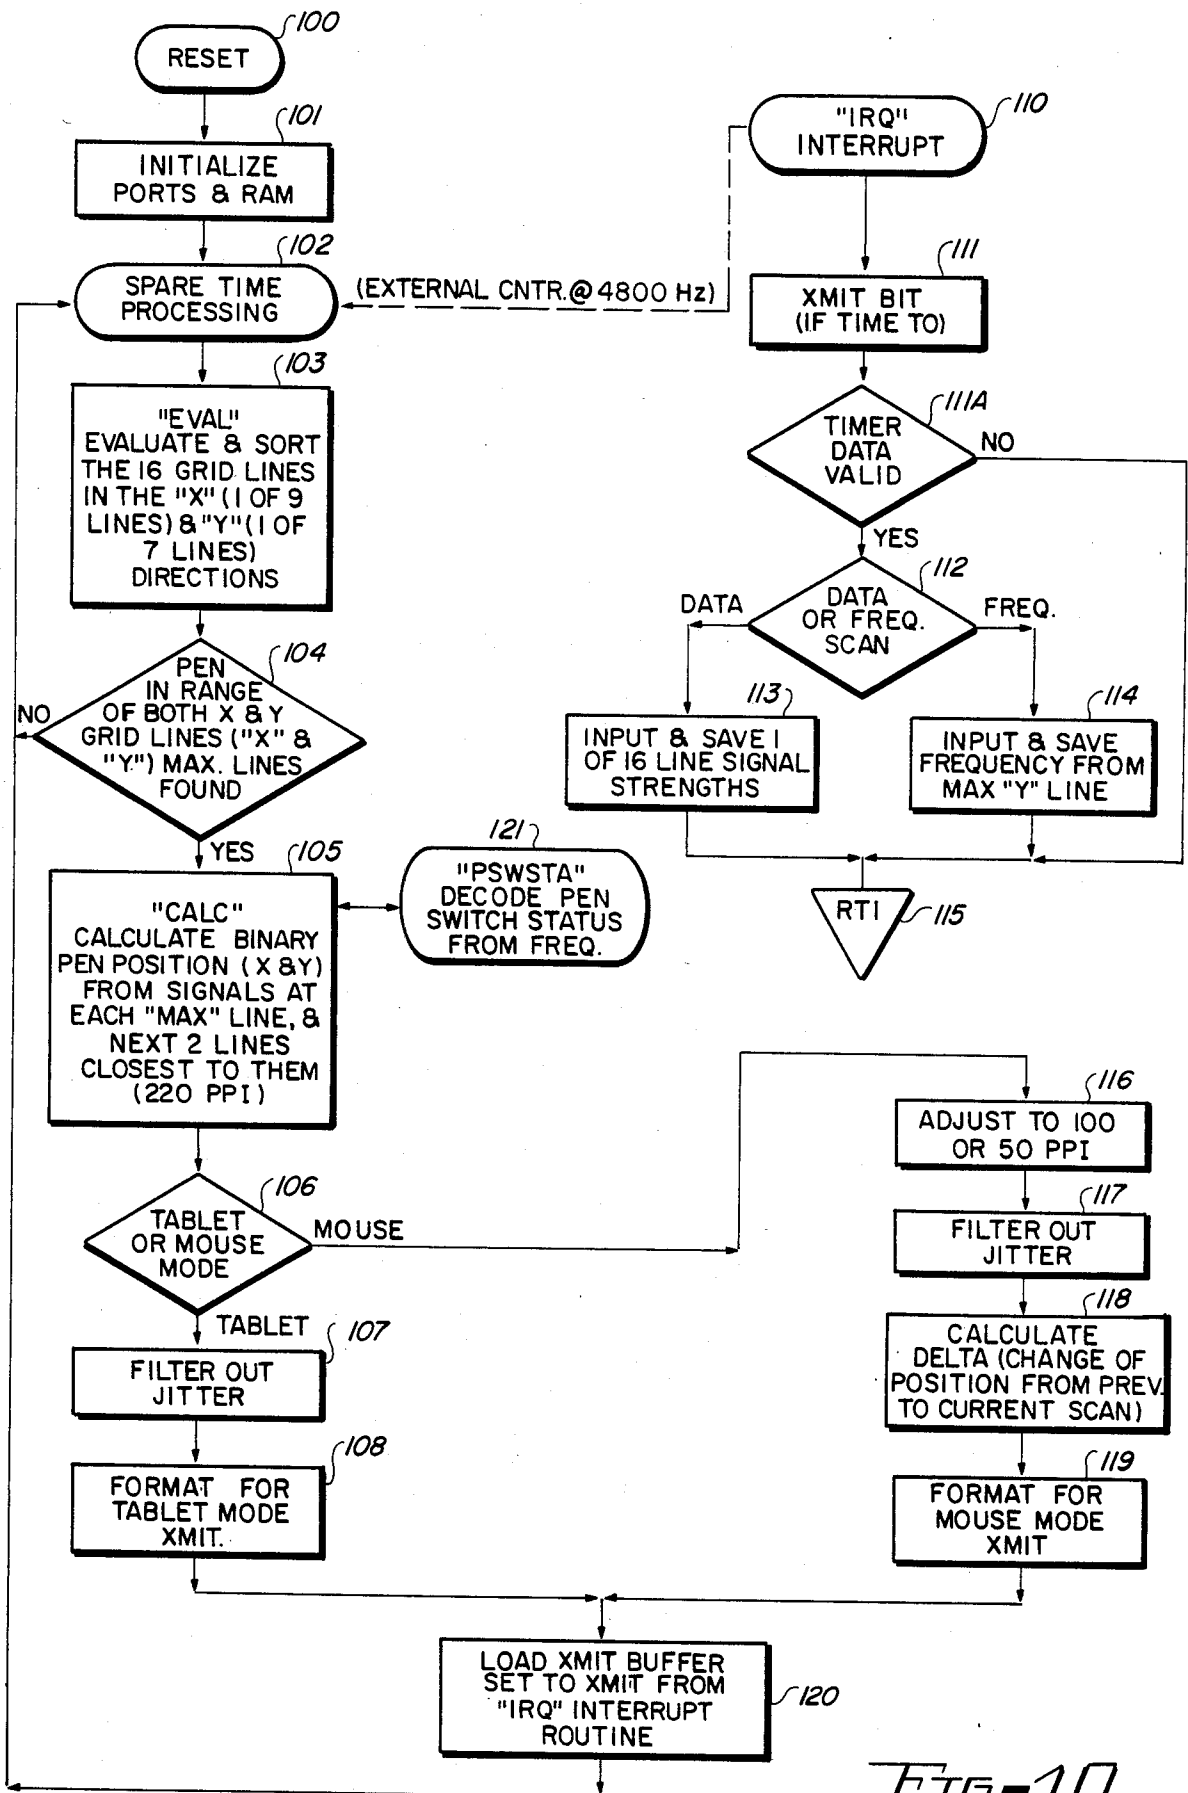 100
RESET
101
INITIALIZE
PORTS & RAM
102
SPARE TIME
PROCESSING
(EXTERNAL CNTR.@ 4800 Hz)
103
"EVAL"
EVALUATE & SORT
THE 16 GRID LINES
IN THE "X" (1 OF 9
LINES) & "Y" (1 OF
7 LINES)
DIRECTIONS
104
PEN
IN RANGE
OF BOTH X & Y
GRID LINES ("X" &
"Y") MAX. LINES
FOUND
NO
YES
105
"CALC"
CALCULATE BINARY
PEN POSITION (X & Y)
FROM SIGNALS AT
EACH "MAX" LINE, &
NEXT 2 LINES
CLOSEST TO THEM
(220 PPI)
121
"PSWSTA"
DECODE PEN
SWITCH STATUS
FROM FREQ.
106
TABLET
OR MOUSE
MODE
MOUSE
TABLET
107
FILTER OUT
JITTER
108
FORMAT FOR
TABLET MODE
XMIT.
110
"IRQ"
INTERRUPT
111
XMIT BIT
(IF TIME TO)
111A
TIMER
DATA
VALID
NO
YES
112
DATA
OR FREQ.
SCAN
DATA
FREQ.
113
INPUT & SAVE 1
OF 16 LINE SIGNAL
STRENGTHS
114
INPUT & SAVE
FREQUENCY FROM
MAX "Y" LINE
RTI
115
116
ADJUST TO 100
OR 50 PPI
117
FILTER OUT
JITTER
118
CALCULATE
DELTA (CHANGE OF
POSITION FROM PREV.
TO CURRENT SCAN)
119
FORMAT FOR
MOUSE MODE
XMIT
LOAD XMIT BUFFER
SET TO XMIT FROM
"IRQ" INTERRUPT
ROUTINE
120
FIG-10